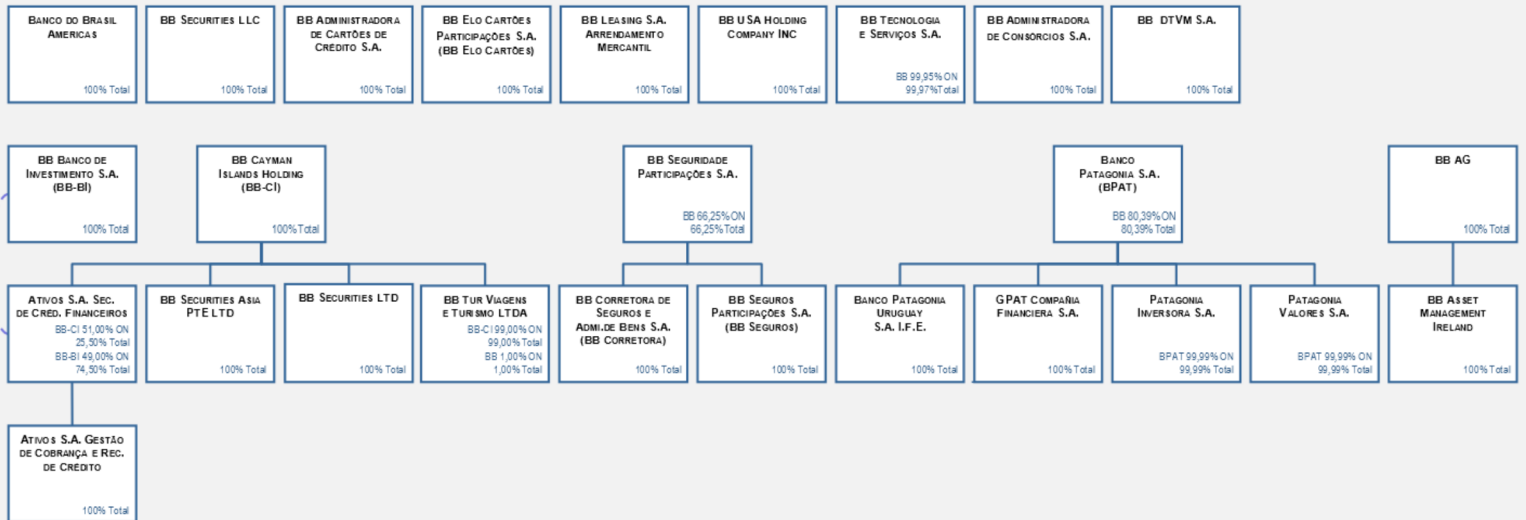 BANCO DO BRASIL
AMERICAS
100% Total
BB SECURITIES LLC
100% Total
BB ADMINISTRADORA
DE CARTÕES DE
CRÉDITO S.A.
100% Total
BB ELO CARTÕES
PARTICIPAÇÕES S.A.
(BB ELO CARTÕES)
100% Total
BB LEASING S.A.
ARRENDAMENTO
MERCANTIL
100% Total
BB USA HOLDING
COMPANY INC
100% Total
BB TECNOLOGIA
E SERVIÇOS S.A.
BB 99,95% ON
99,97%Total
BB ADMINISTRADORA
DE CONSÓRCIOS S.A.
100% Total
BB DTVM S.A.
100% Total
BB BANCO DE
INVESTIMENTO S.A.
(BB-BI)
100% Total
BB CAYMAN
ISLANDS HOLDING
(BB-CI)
100% Total
BB SEGURIDADE
PARTICIPAÇÕES S.A.
BB 66,25% ON
66,25% Total
BANCO
PATAGONIA S.A.
(BPAT)
BB 80,39% ON
80,39% Total
BB AG
100% Total
ATIVOS S.A. SEC.
DE CRÉD. FINANCEIROS
BB-CI 51,00% ON
25,50% Total
BB-BI 49,00% ON
74,50% Total
BB SECURITIES ASIA
PTE LTD
100% Total
BB SECURITIES LTD
100% Total
BB TUR VIAGENS
E TURISMO LTDA
BB-CI 99,00% ON
99,00% Total
BB 1,00% ON
1,00% Total
BB CORRETORA DE
SEGUROS E
ADMI.DE BENS S.A.
(BB CORRETORA)
100% Total
BB SEGUROS
PARTICIPAÇÕES S.A.
(BB SEGUROS)
100% Total
BANCO PATAGONIA
URUGUAY
S.A. I.F.E.
100% Total
GPAT COMPAÑIA
FINANCIERA S.A.
100% Total
PATAGONIA
INVERSORA S.A.
BPAT 99,99% ON
99,99% Total
PATAGONIA
VALORES S.A.
BPAT 99,99% ON
99,99% Total
BB ASSET
MANAGEMENT
IRELAND
100% Total
ATIVOS S.A. GESTÃO
DE COBRANÇA E REC.
DE CRÉDITO
100% Total